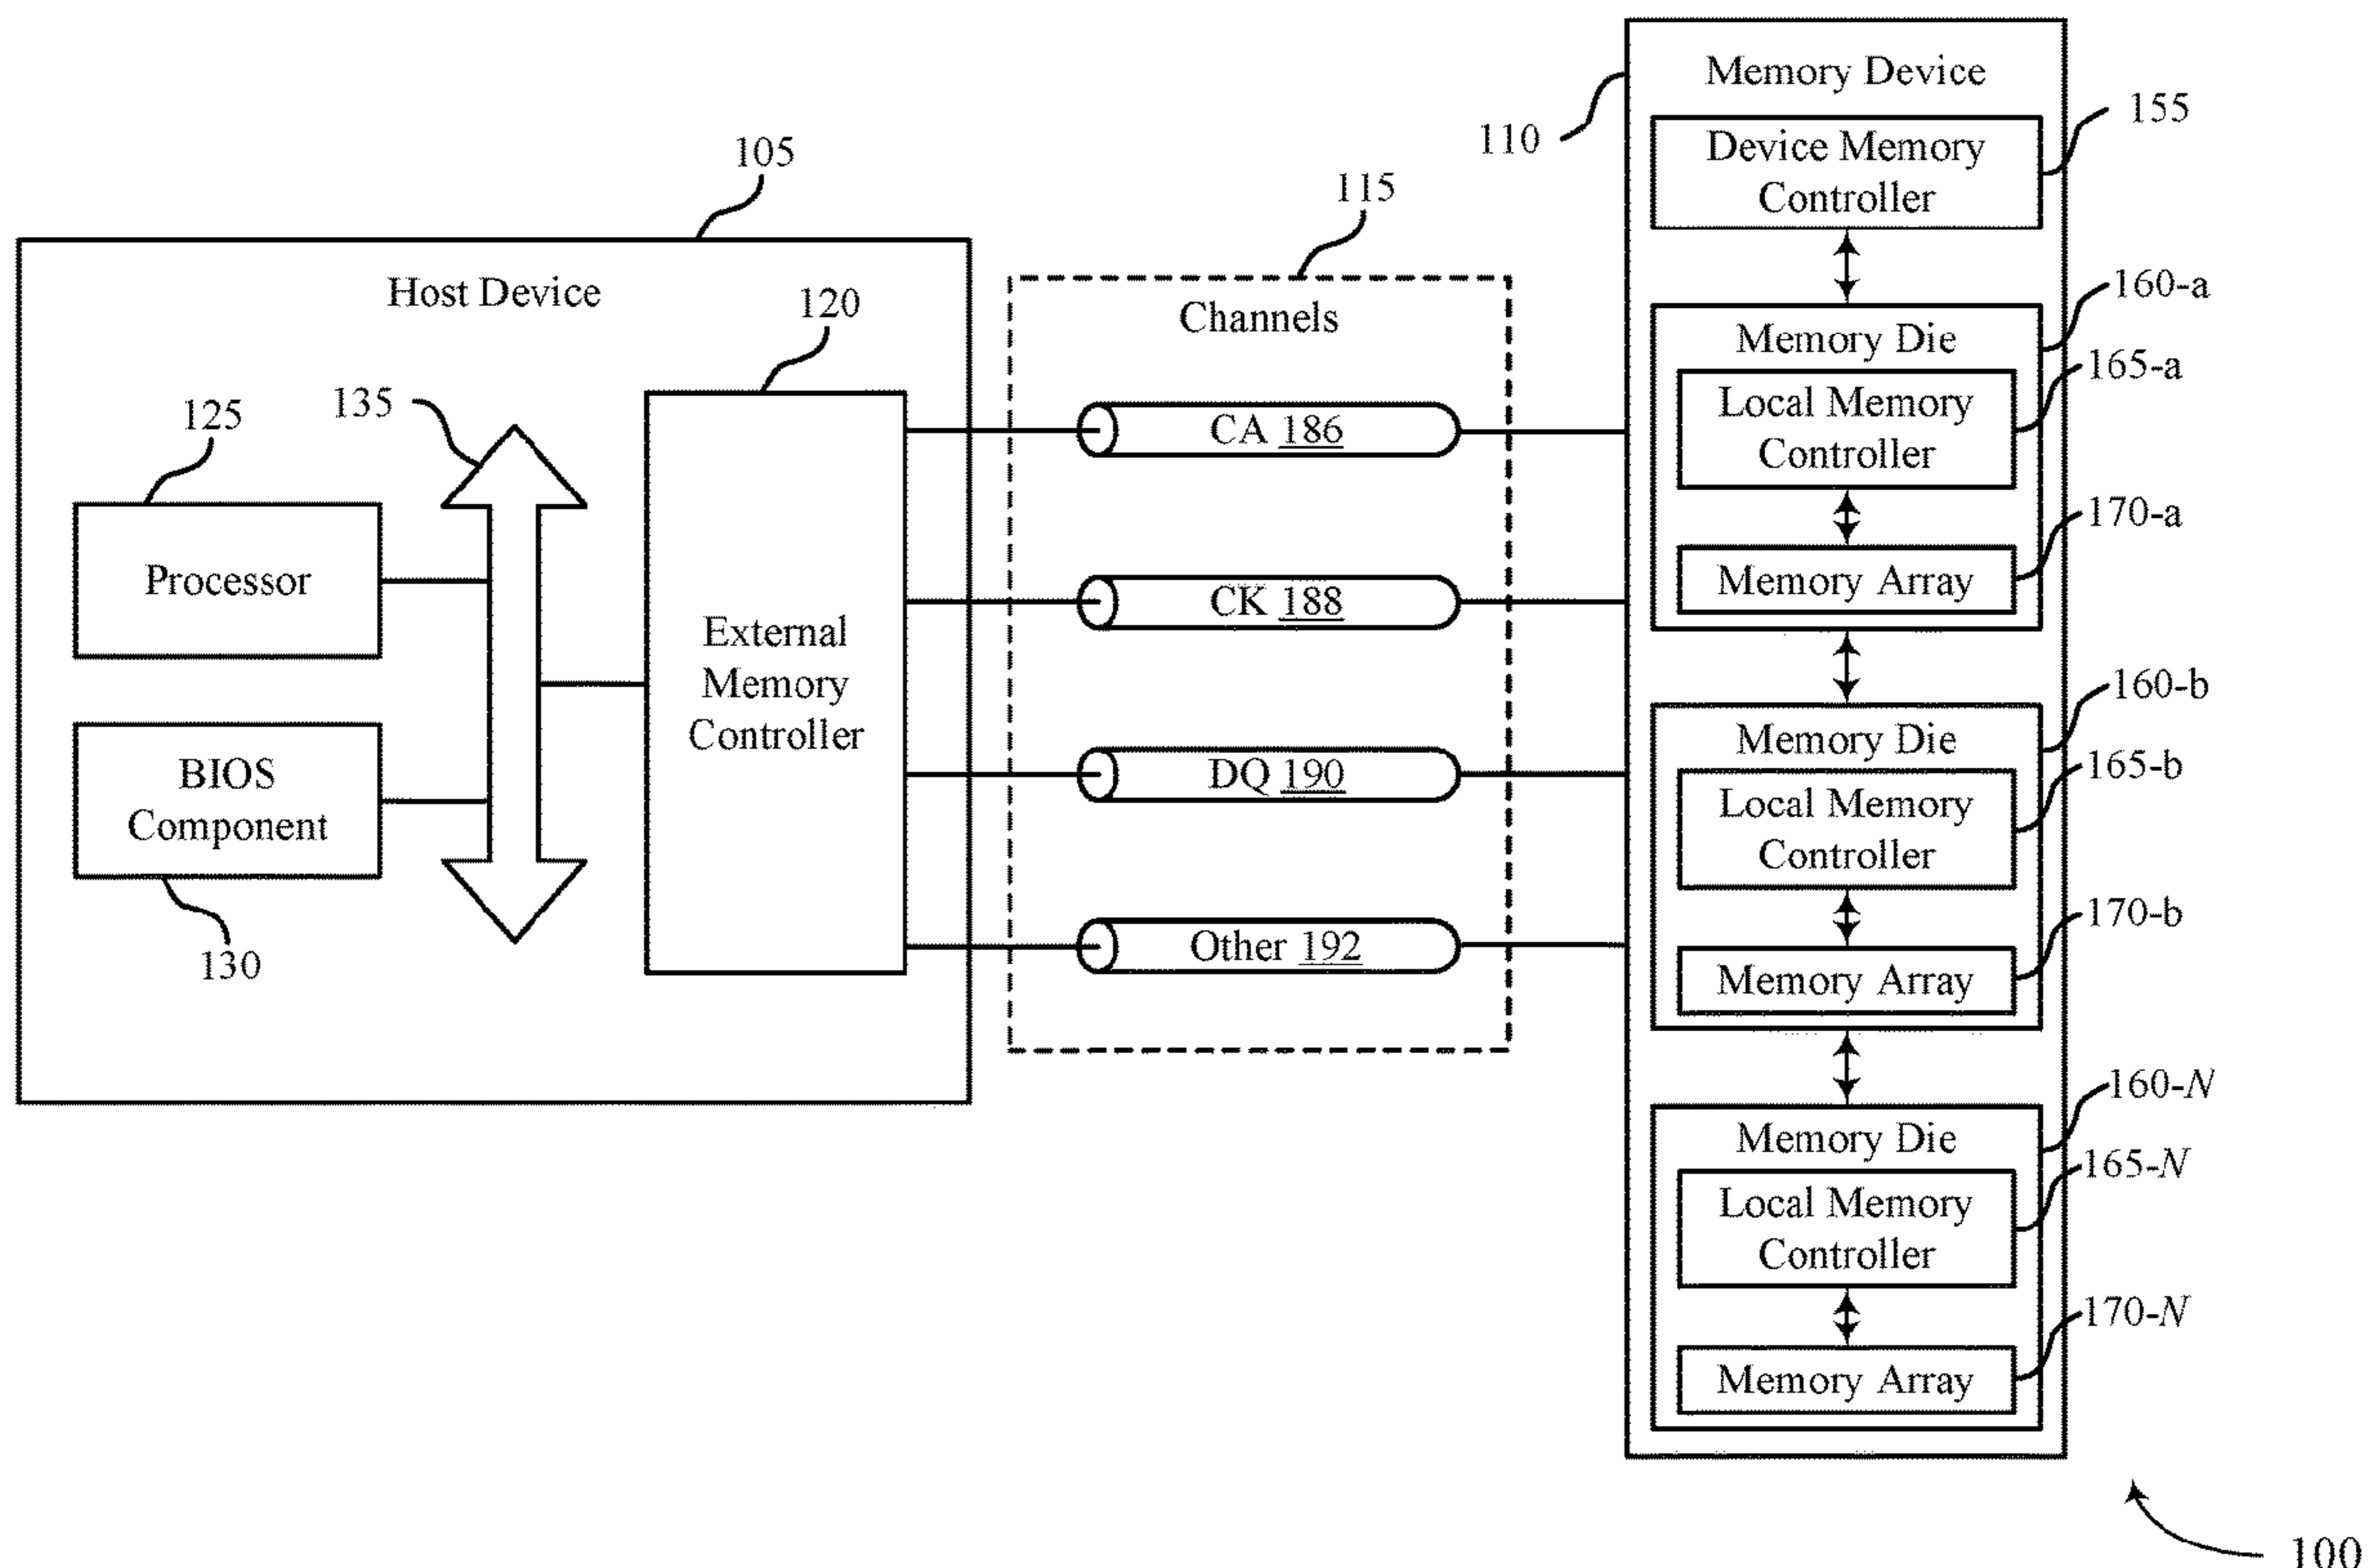 105
Host Device
120
125
135
Processor
BIOS
Component
130
External
Memory
Controller
115
Channels
CA 186
CK 188
DQ 190
Other 192
110
Memory Device
155
Device Memory
Controller
160-a
Memory Die
165-a
Local Memory
Controller
170-a
Memory Array
160-b
Memory Die
165-b
Local Memory
Controller
170-b
Memory Array
160-N
Memory Die
165-N
Local Memory
Controller
170-N
Memory Array
100